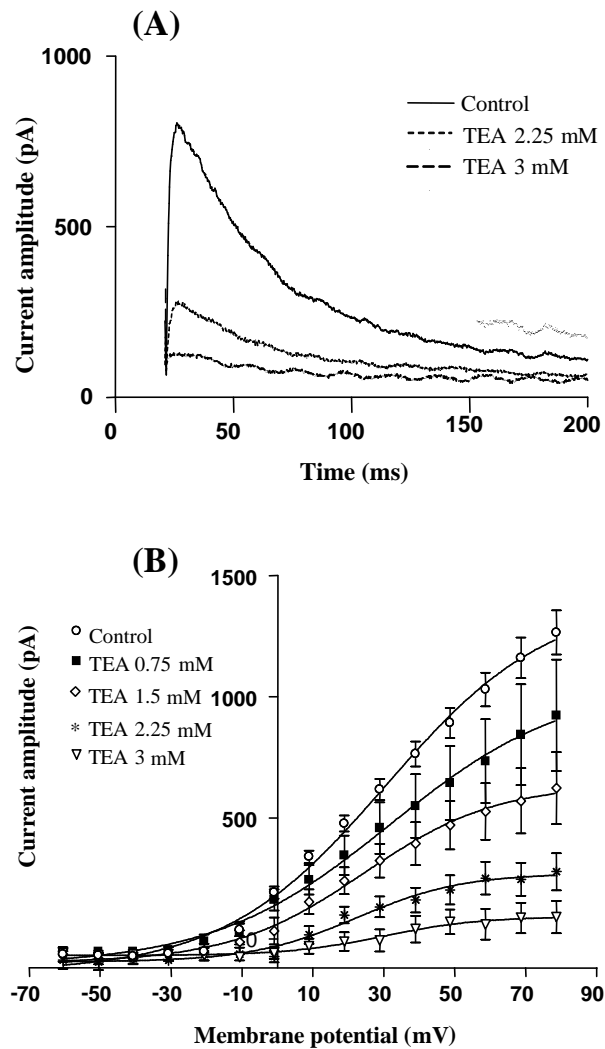 (A)
1000
500
0
Current amplitude (pA)
Control
TEA 2.25 mM
TEA 3 mM
0 50 100 150 200
Time (ms)
(B)
1500
1000
500
0
Current amplitude (pA)
Control
TEA 0.75 mM
TEA 1.5 mM
TEA 2.25 mM
TEA 3 mM
-70 -50 -30 -10 10 30 50 70 90
Membrane potential (mV)